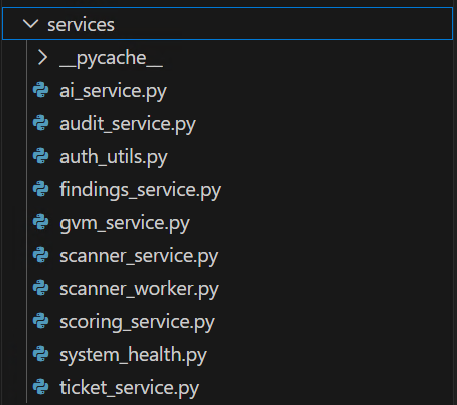 services
__pycache__
ai_service.py
audit_service.py
auth_utils.py
findings_service.py
gvm_service.py
scanner_service.py
scanner_worker.py
scoring_service.py
system_health.py
ticket_service.py